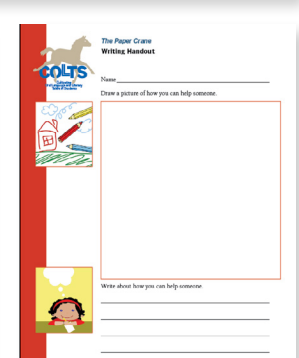 The Paper Crane
Writing Handout
COLTS
Name
Draw a picture of how you can help someone.
Write about how you can help someone.